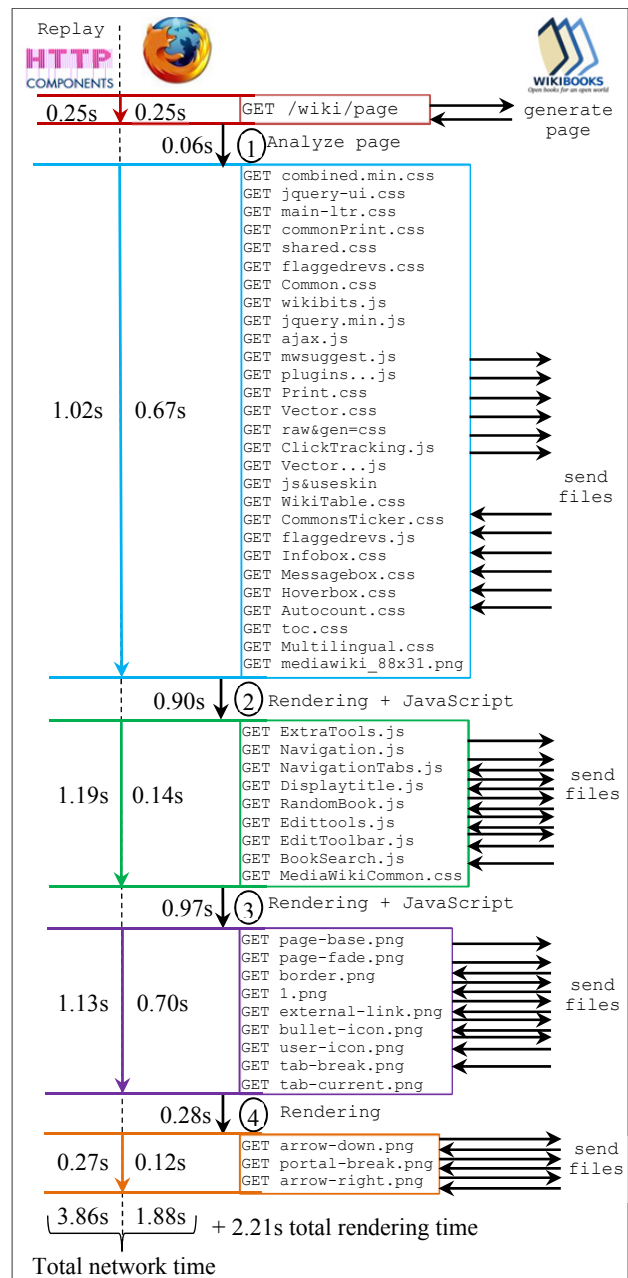 Replay
HTTP
COMPONENTS
WIKIBOOKS
Open books for an open world
0.25s 0.25s GET /wiki/page generate
page
0.06s 1 Analyze page
GET combined.min.css
GET jquery-ui.css
GET main-ltr.css
GET commonPrint.css
GET shared.css
GET flaggedrevs.css
GET Common.css
GET wikibits.js
GET jquery.min.js
GET ajax.js
GET mwsuggest.js
GET plugins...js
GET Print.css
GET Vector.css
1.02s 0.67s
GET raw&gen=css
GET ClickTracking.js
GET Vector...js
GET js&useskin
GET WikiTable.css
GET CommonsTicker.css
GET flaggedrevs.js
GET Infobox.css
GET Messagebox.css
GET Hoverbox.css
GET Autocount.css
GET toc.css
GET Multilingual.css
GET mediawiki_88x31.png
send
files
0.90s 2 Rendering + JavaScript
GET ExtraTools.js
GET Navigation.js
GET NavigationTabs.js
GET Displaytitle.js
1.19s 0.14s
GET RandomBook.js
GET Edittools.js
GET EditToolbar.js
GET BookSearch.js
GET MediaWikiCommon.css
send
files
0.97s 3 Rendering + JavaScript
GET page-base.png
GET page-fade.png
GET border.png
GET 1.png
1.13s 0.70s
GET external-link.png
GET bullet-icon.png
GET user-icon.png
GET tab-break.png
GET tab-current.png
send
files
0.28s 4 Rendering
GET arrow-down.png
0.27s 0.12s
GET portal-break.png
GET arrow-right.png
send
files
3.86s 1.88s + 2.21s total rendering time
Total network time